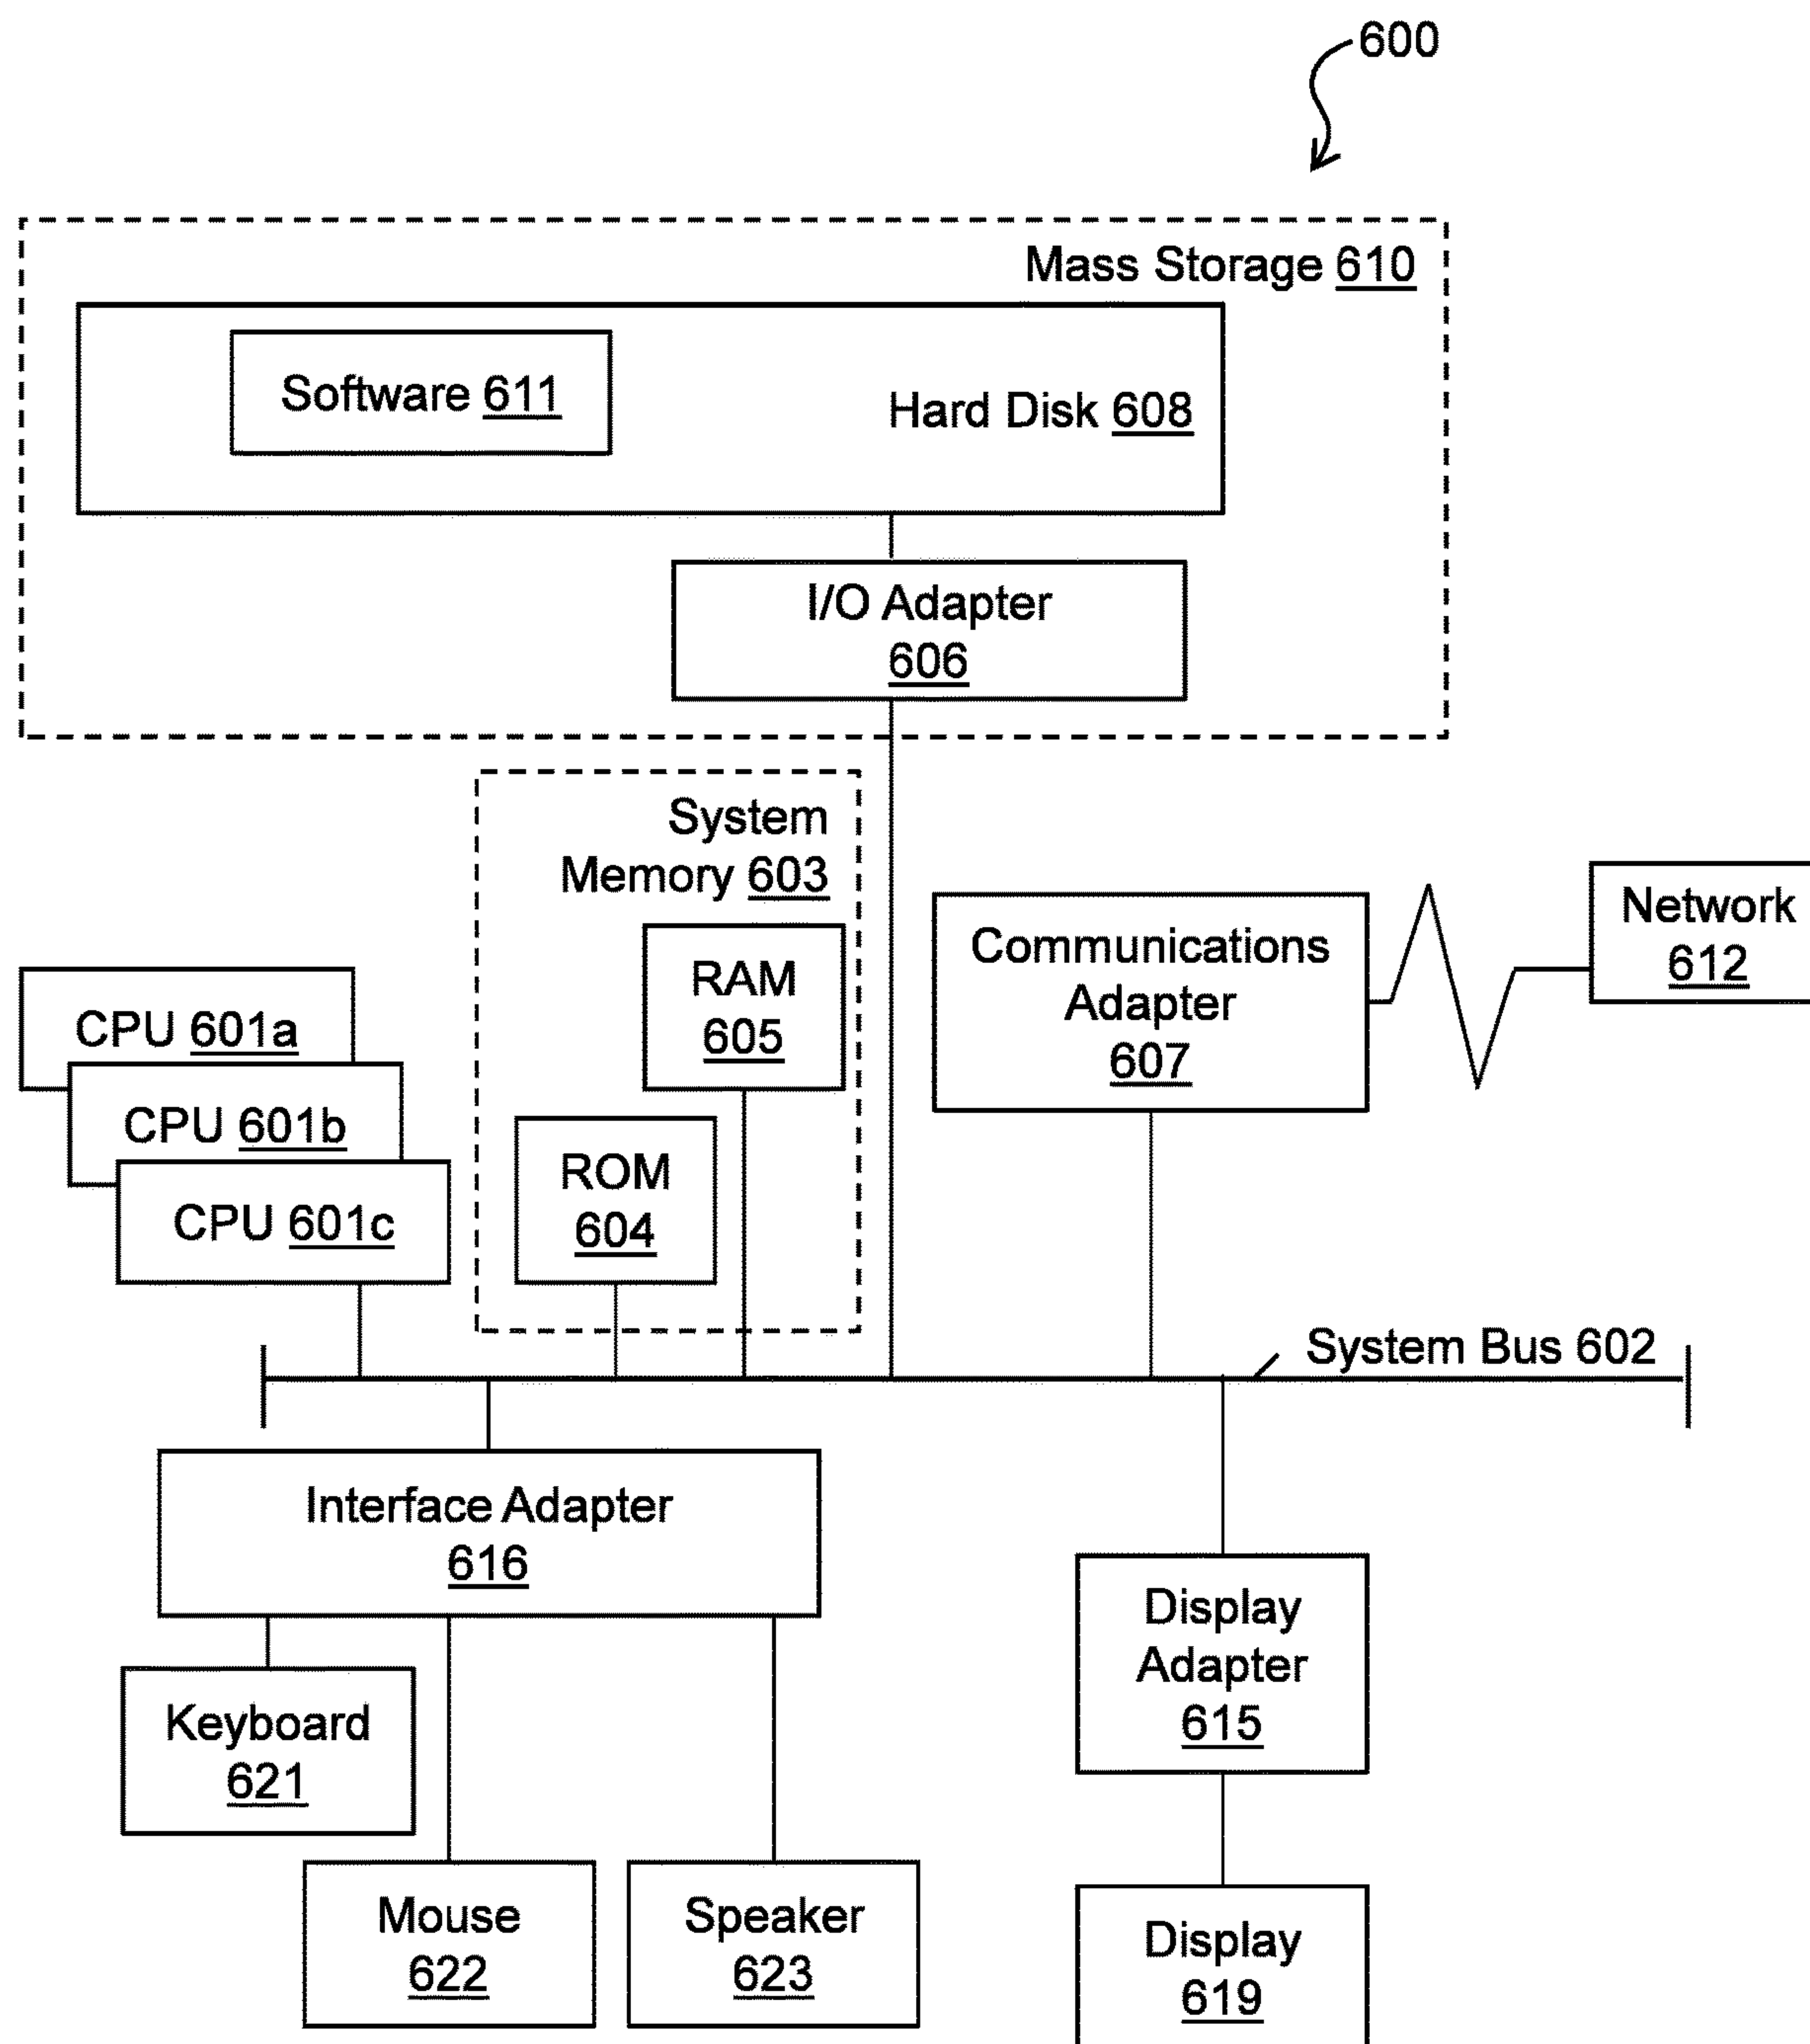 600
Mass Storage 610
Software 611
Hard Disk 608
I/O Adapter
606
System
Memory 603
RAM
605
ROM
604
CPU 601a
CPU 601b
CPU 601c
Communications
Adapter
607
Network
612
System Bus 602
Interface Adapter
616
Keyboard
621
Mouse
622
Speaker
623
Display
Adapter
615
Display
619